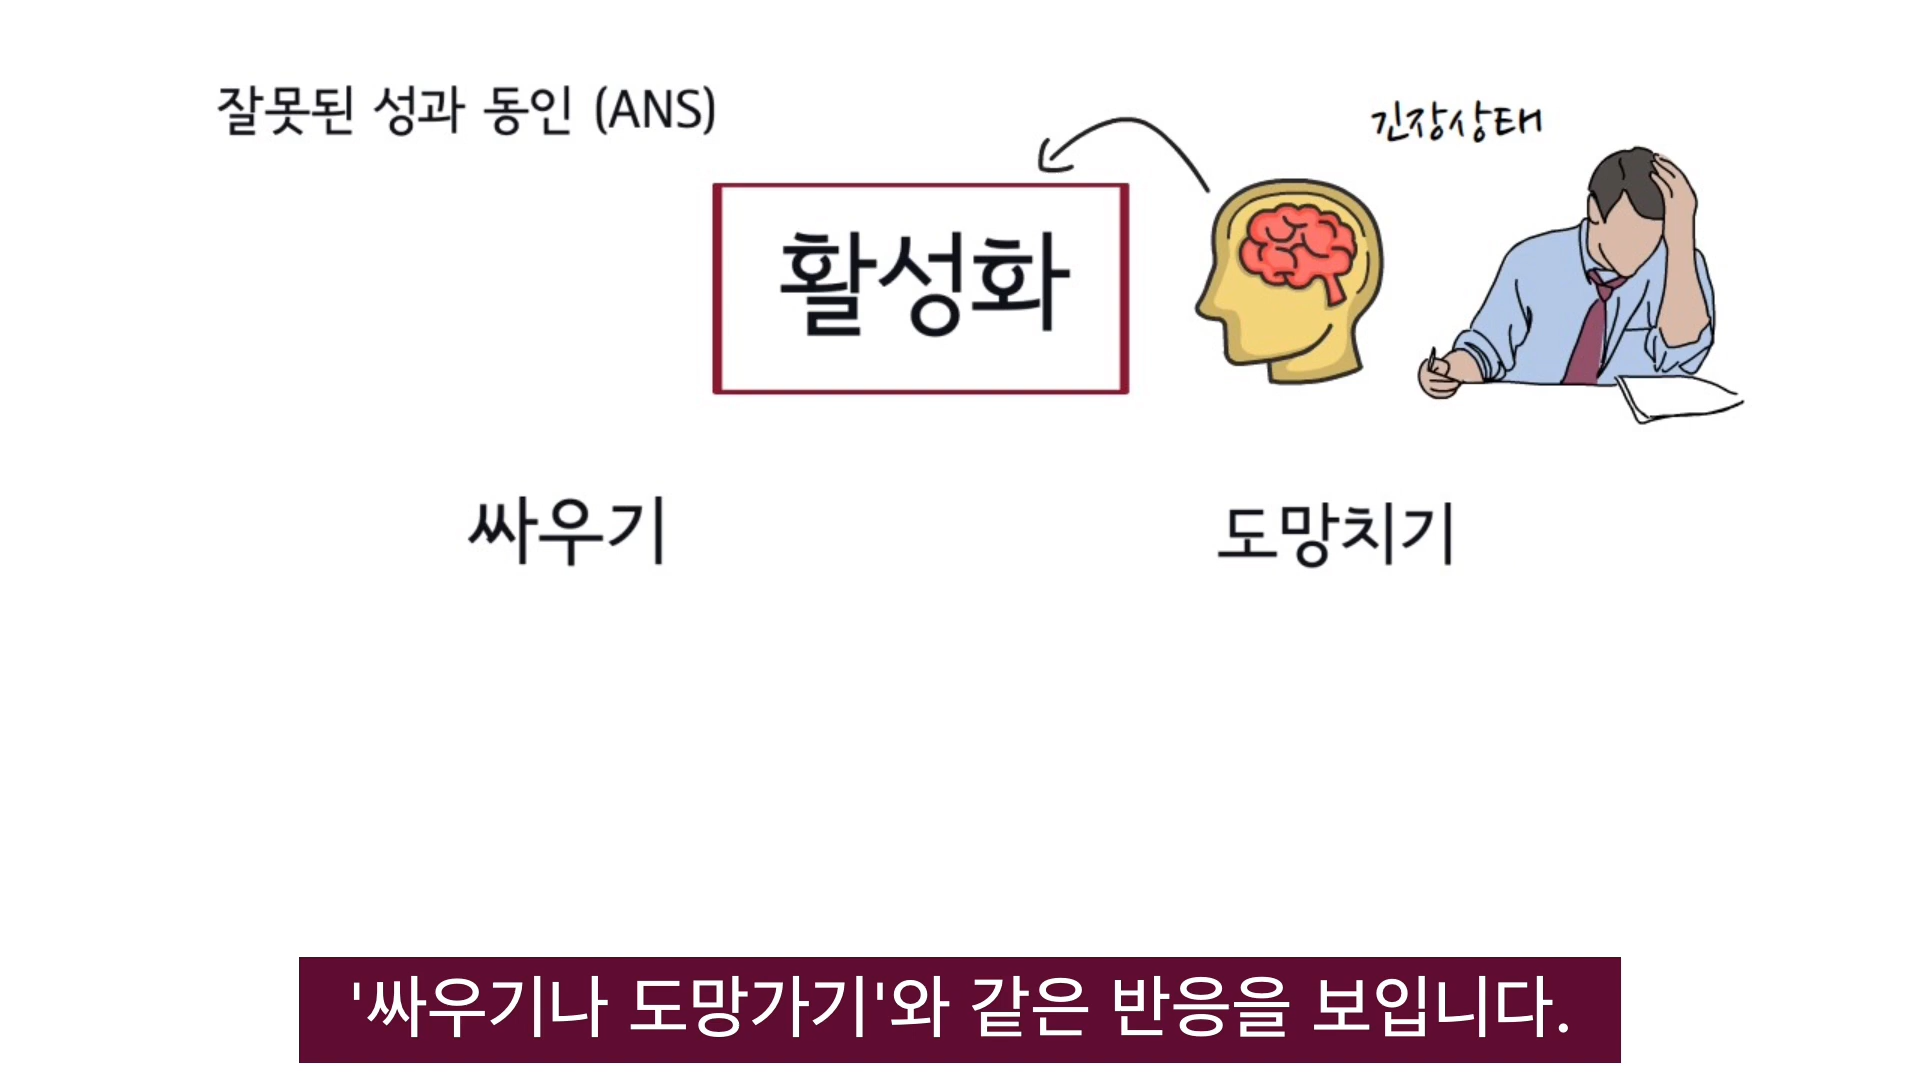 잘못된 성과 동인 (ANS)
긴장상태
활성화
싸우기
도망치기
'싸우기나 도망가기'와 같은 반응을 보입니다.